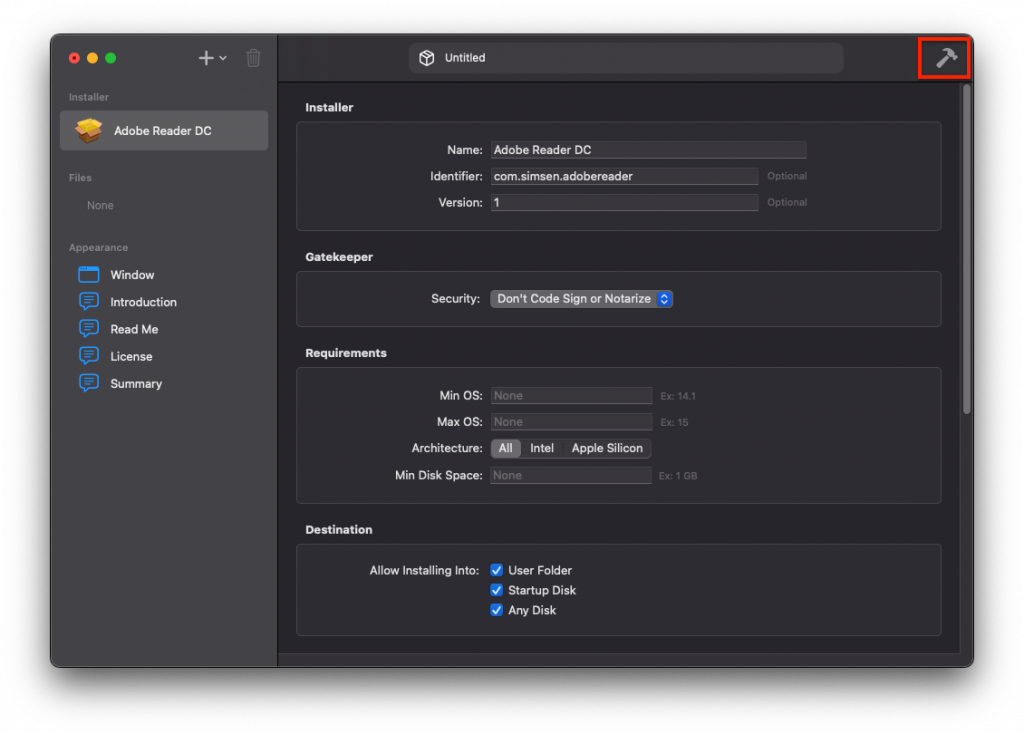 Untitled
Installer
Adobe Reader DC
Files
None
Appearance
Window
Introduction
Read Me
License
Summary
Installer
Name: Adobe Reader DC
Identifier: com.simsen.adobereader Optional
Version: 1 Optional
Gatekeeper
Security: Don't Code Sign or Notarize
Requirements
Min OS: None Ex: 14.1
Max OS: None Ex: 15
Architecture: All Intel Apple Silicon
Min Disk Space: None Ex: 1 GB
Destination
Allow Installing Into: User Folder
Startup Disk
Any Disk